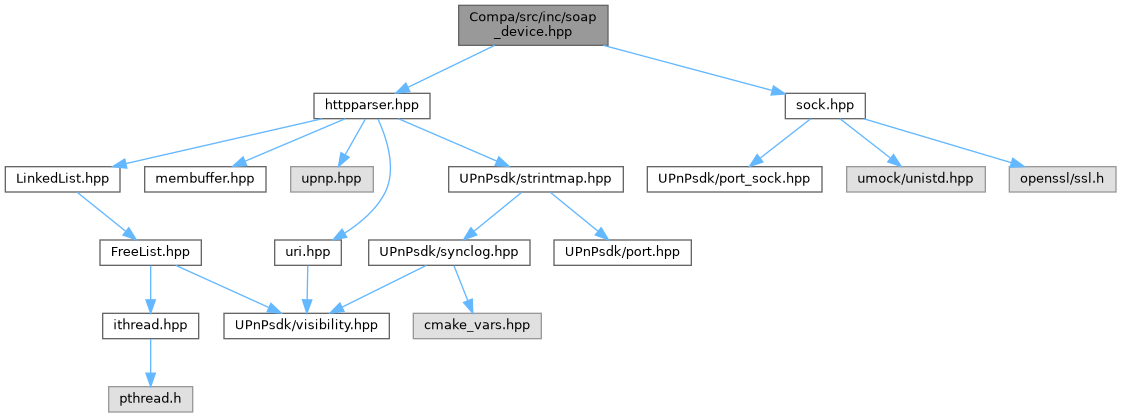 Compa/src/inc/soap
_device.hpp
httpparser.hpp
sock.hpp
LinkedList.hpp
membuffer.hpp
upnp.hpp
UPnPsdk/strintmap.hpp
UPnPsdk/port_sock.hpp
umock/unistd.hpp
openssl/ssl.h
FreeList.hpp
uri.hpp
UPnPsdk/synclog.hpp
UPnPsdk/port.hpp
ithread.hpp
UPnPsdk/visibility.hpp
cmake_vars.hpp
pthread.h